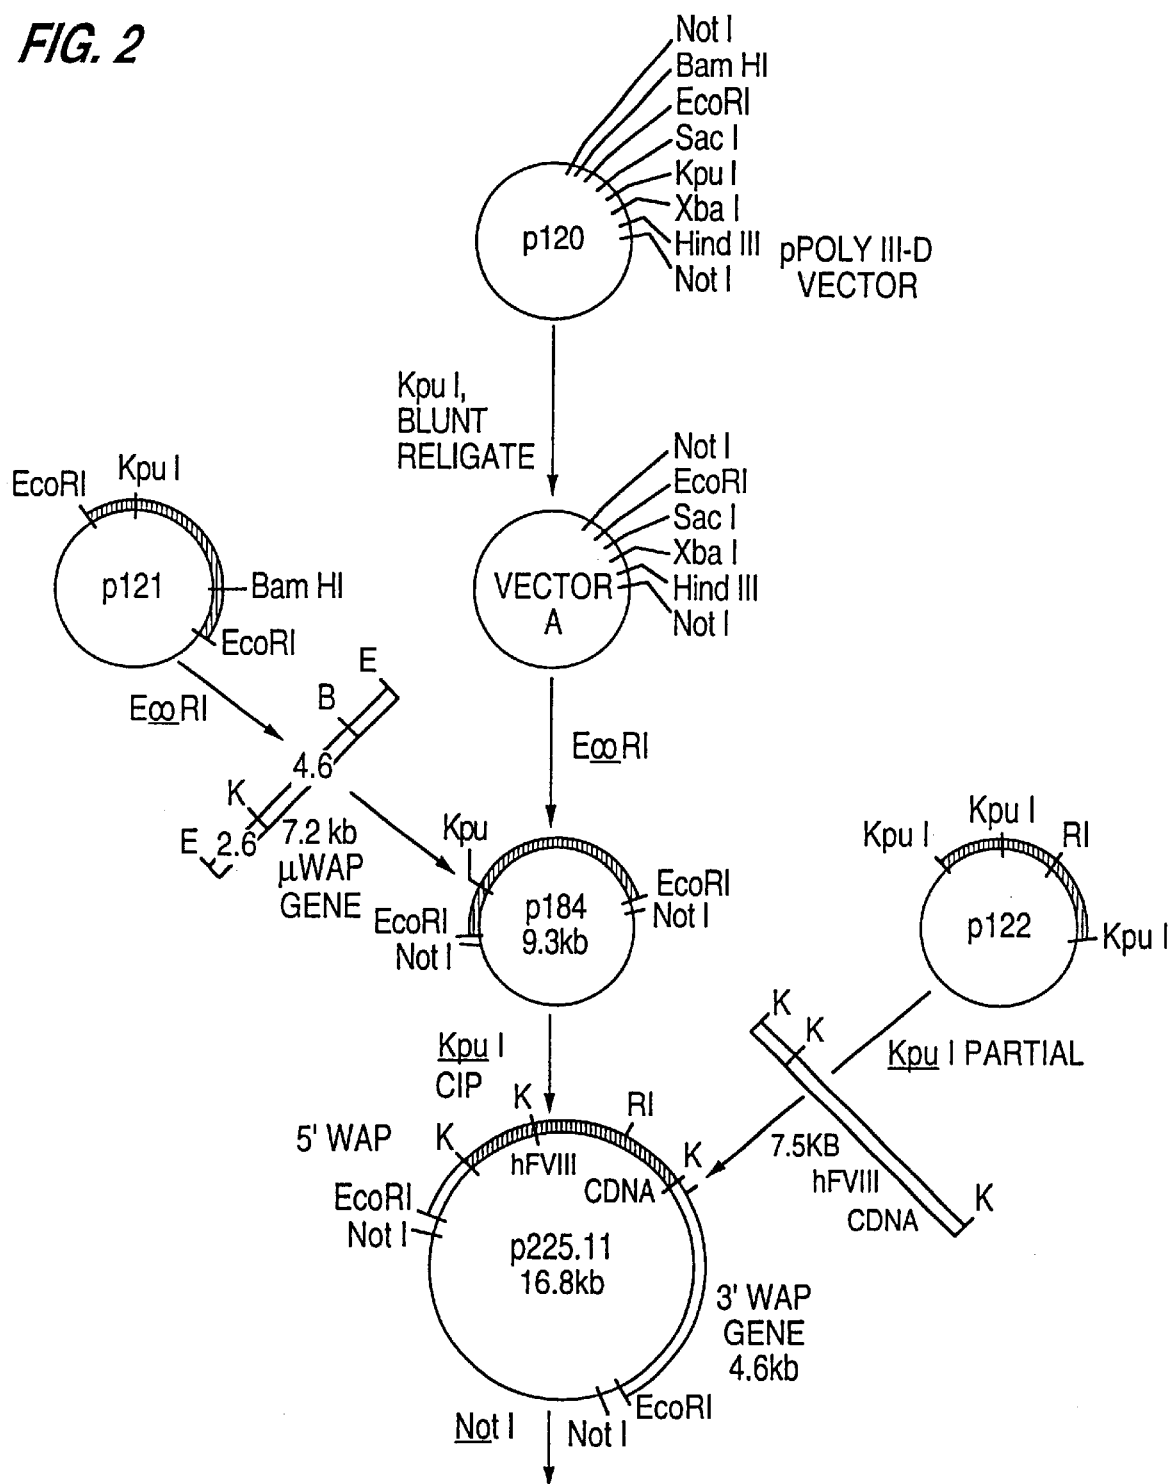 FIG. 2
Not I
Bam HI
EcoRI
Sac I
Kpu I
Xba I
Hind III
Not I
p120
pPOLY III-D
VECTOR
Kpu I,
BLUNT
RELIGATE
Not I
EcoRI
Sac I
Xba I
Hind III
Not I
VECTOR
A
EcoRI
Kpu I
p121
Bam HI
EcoRI
EcoRI
E
B
4.6
K
E
2.6
7.2 kb
μWAP
GENE
EcoRI
Kpu
EcoRI
Not I
p184
9.3kb
EcoRI
Not I
Kpu I
Kpu I
RI
p122
Kpu I
Kpu I
CIP
K
K
Kpu I PARTIAL
7.5KB
hFVIII
CDNA
K
5' WAP
K
K
RI
K
hFVIII
CDNA
EcoRI
Not I
p225.11
16.8kb
3' WAP
GENE
4.6kb
EcoRI
Not I
Not I